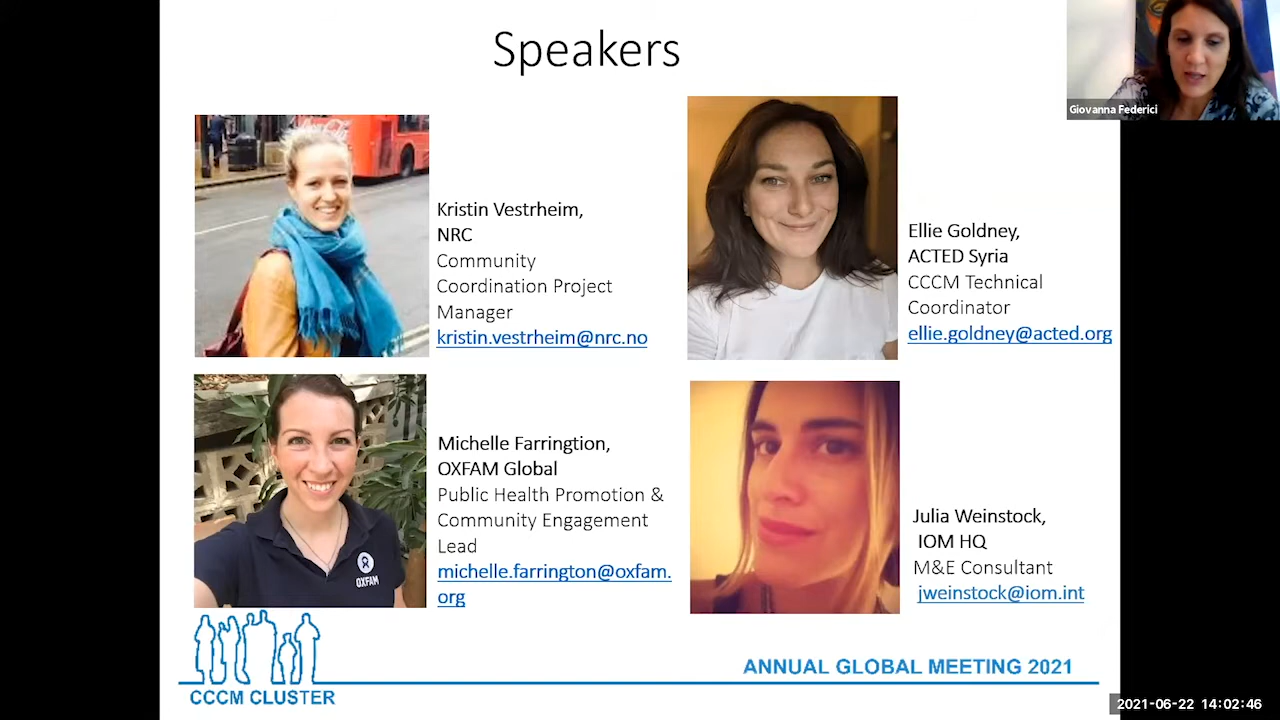 Speakers
Giovanna Federici
Kristin Vestrheim,
NRC
Community
Coordination Project
Manager
kristin.vestrheim@nrc.no
Ellie Goldney,
ACTED Syria
CCCM Technical
Coordinator
ellie.goldney@acted.org
Michelle Farringtion,
OXFAM Global
Public Health Promotion &
Community Engagement
Lead
michelle.farrington@oxfam.
org
OXFAM
Julia Weinstock,
IOM HQ
M&E Consultant
jweinstock@iom.int
CCCM CLUSTER
ANNUAL GLOBAL MEETING 2021
2021-06-22 14:02:46